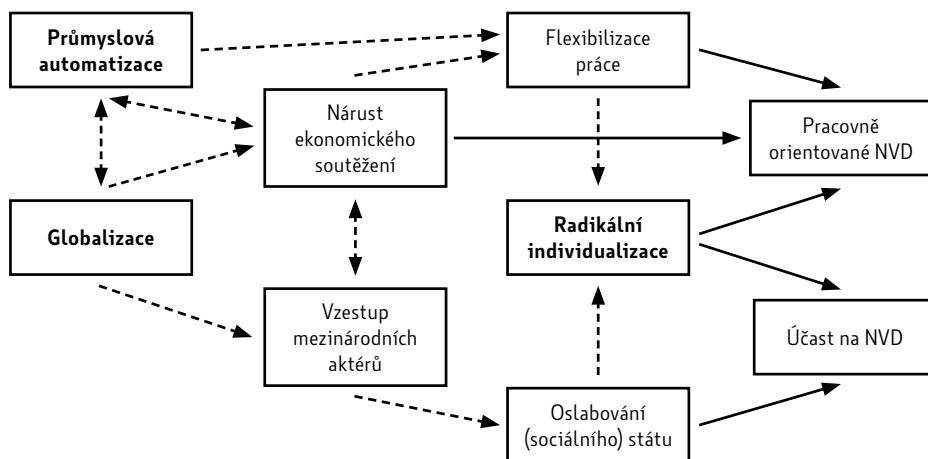 Průmyslová
automatizace
Flexibilizace
práce
Nárust
ekonomického
soutěžení
Pracovně
orientované NVD
Globalizace
Radikální
individualizace
Vzestup
mezinárodních
aktérů
Účast na NVD
Oslabování
(sociálního) státu